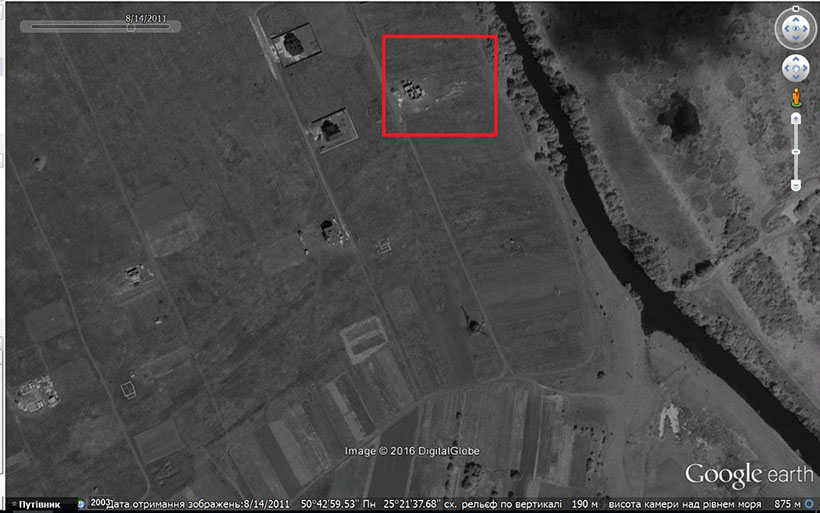 8/14/2011
N
Image © 2016 DigitalGlobe
Google earth
Путівник
2003
Дата отримання зображень:8/14/2011 50°42'59.53" Пн 25°21'37.68" сх. рельєф по вертикалі 190 м висота камери над рівнем моря 875 м